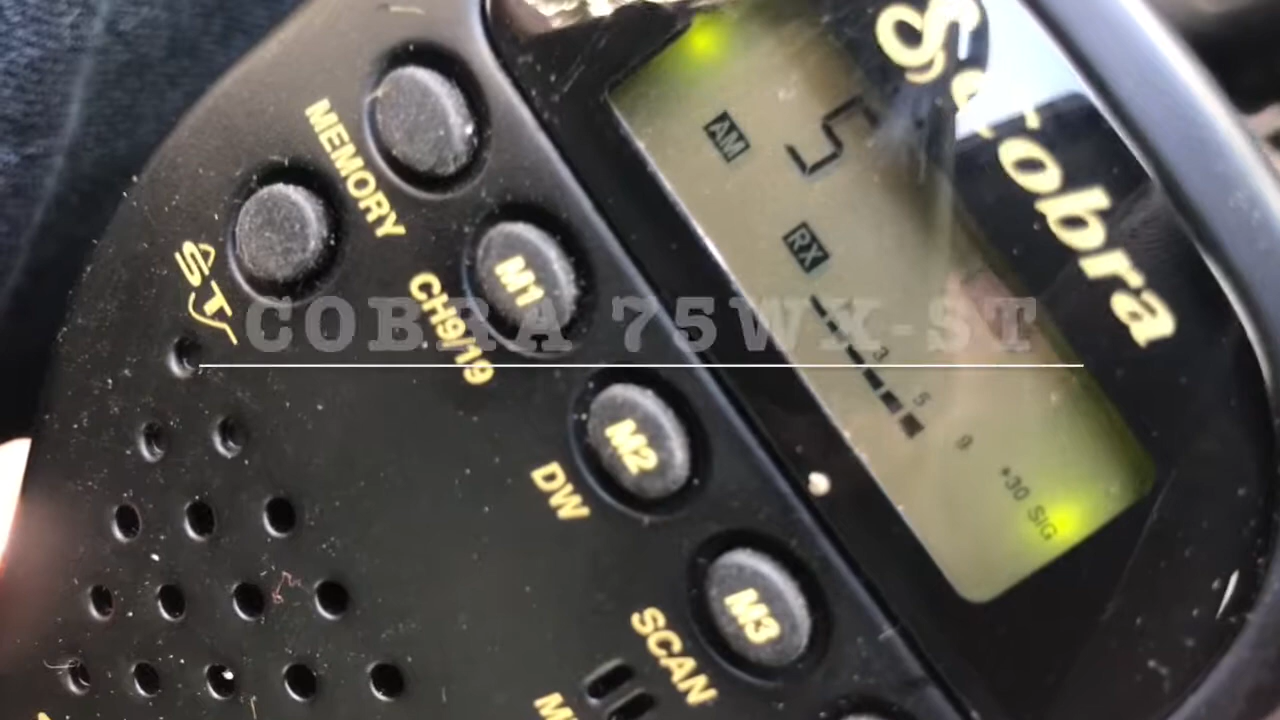 Cobra
AM
5
RX
3
5
9
+30 SIG
MEMORY
ST
M1
CH9/19
COBRA 75WX-ST
M2
DW
M3
SCAN